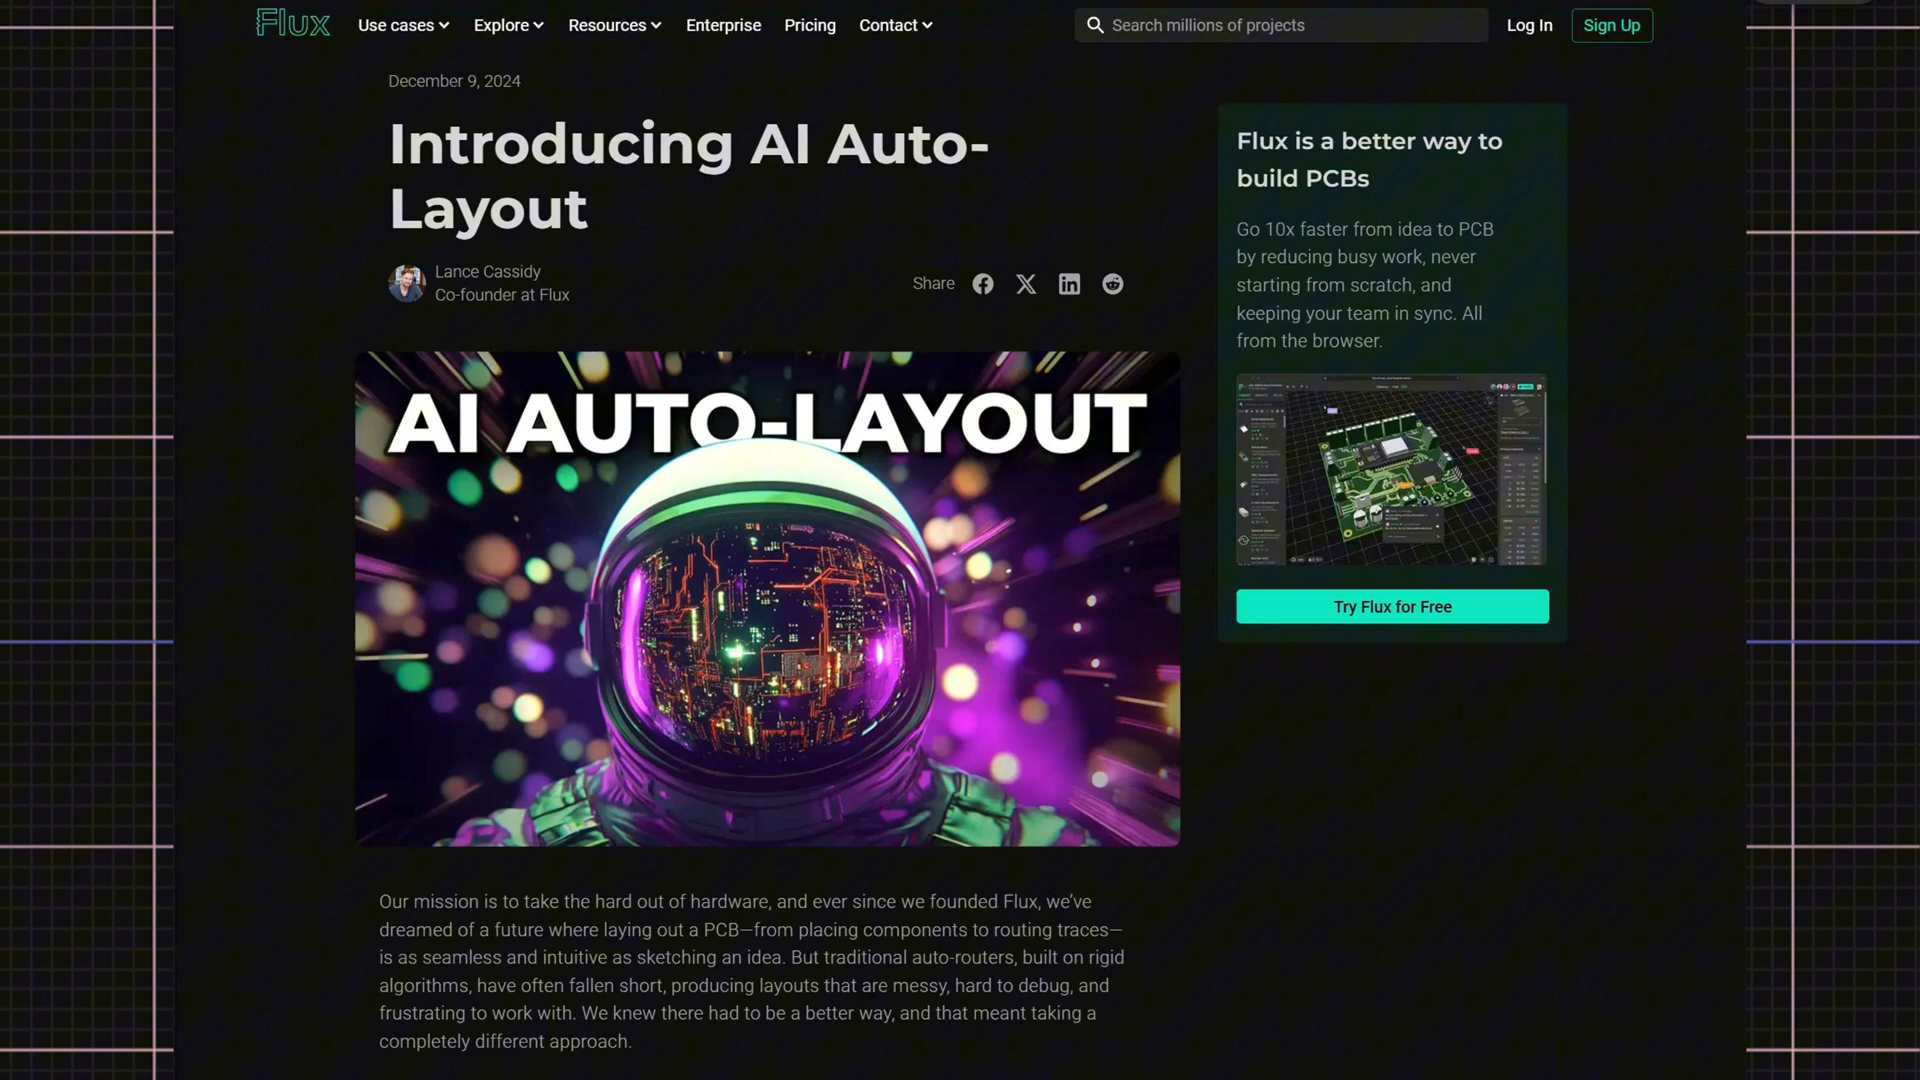 Flux
Use cases
Explore
Resources
Enterprise
Pricing
Contact
Search millions of projects
Log In
Sign Up
December 9, 2024
Introducing AI Auto-
Layout
Lance Cassidy
Co-founder at Flux
Share
AI AUTO-LAYOUT
Our mission is to take the hard out of hardware, and ever since we founded Flux, we’ve
dreamed of a future where laying out a PCB—from placing components to routing traces—
is as seamless and intuitive as sketching an idea. But traditional auto-routers, built on rigid
algorithms, have often fallen short, producing layouts that are messy, hard to debug, and
frustrating to work with. We knew there had to be a better way, and that meant taking a
completely different approach.
Flux is a better way to
build PCBs
Go 10x faster from idea to PCB
by reducing busy work, never
starting from scratch, and
keeping your team in sync. All
from the browser.
Try Flux for Free